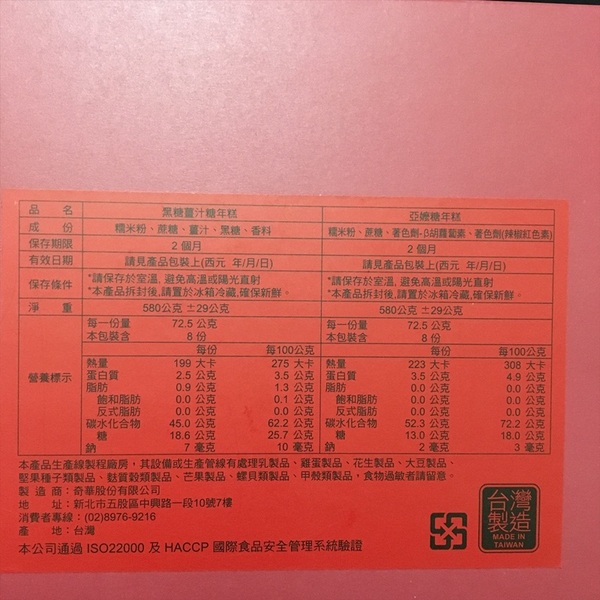 品 名 黑糖薑汁糖年糕 亞嬤糖年糕
成 份 糯米粉、蔗糖、薑汁、黑糖、香料 糯米粉、蔗糖、著色劑-β胡蘿蔔素、著色劑(辣椒紅色素)
保存期限 2 個月 2 個月
有效日期 請見產品包裝上(西元 年/月/日) 請見產品包裝上(西元 年/月/日)
保存條件 *請保存於室溫, 避免高溫或陽光直射 *請保存於室溫, 避免高溫或陽光直射
*本產品拆封後,請置於冰箱冷藏,確保新鮮。 *本產品拆封後,請置於冰箱冷藏,確保新鮮。
淨 重 580公克 ±29公克 580公克 ±29公克
營養標示
每一份量 72.5 公克 每一份量 72.5 公克
本包裝含 8 份 本包裝含 8 份
每份 每100公克 每份 每100公克
熱量 199 大卡 275 大卡 熱量 223 大卡 308 大卡
蛋白質 2.5 公克 3.5 公克 蛋白質 3.5 公克 4.9 公克
脂肪 0.9 公克 1.3 公克 脂肪 0.0 公克 0.0 公克
飽和脂肪 0.0 公克 0.1 公克 飽和脂肪 0.0 公克 0.0 公克
反式脂肪 0.0 公克 0.0 公克 反式脂肪 0.0 公克 0.0 公克
碳水化合物 45.0 公克 62.2 公克 碳水化合物 52.3 公克 72.2 公克
糖 18.6 公克 25.7 公克 糖 13.0 公克 18.0 公克
鈉 7 毫克 10 毫克 鈉 2 毫克 3 毫克
本產品生產線製程廠房，其設備或生產管線有處理乳製品、雞蛋製品、花生製品、大豆製品、
堅果種子類製品、麩質穀類製品、芒果製品、螺貝類製品、甲殼類製品，食物過敏者請留意。
製 造 商：奇華股份有限公司
地 址：新北市五股區中興路一段10號7樓
消費者專線：(02)8976-9216
產 地：台灣
本公司通過 ISO22000 及 HACCP 國際食品安全管理系統驗證
台灣
製造
MADE IN
TAIWAN